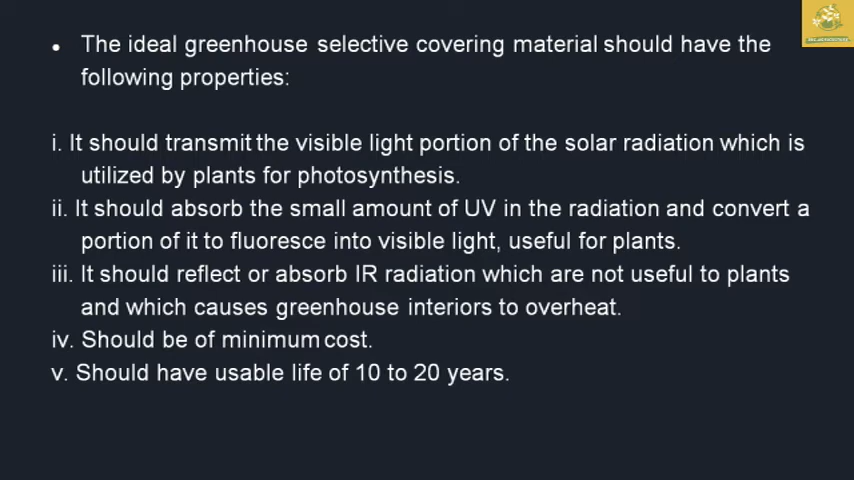 • The ideal greenhouse selective covering material should have the
following properties:
i. It should transmit the visible light portion of the solar radiation which is
utilized by plants for photosynthesis.
ii. It should absorb the small amount of UV in the radiation and convert a
portion of it to fluoresce into visible light, useful for plants.
iii. It should reflect or absorb IR radiation which are not useful to plants
and which causes greenhouse interiors to overheat.
iv. Should be of minimum cost.
v. Should have usable life of 10 to 20 years.